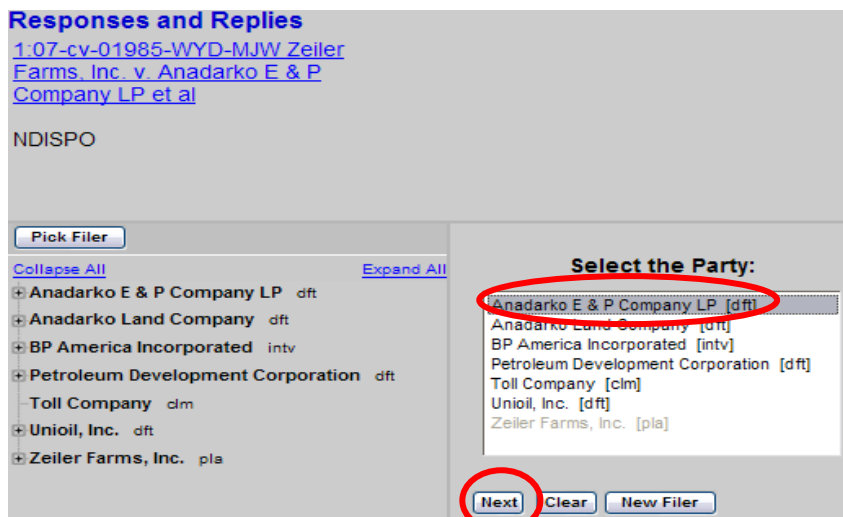 Responses and Replies
1:07-cv-01985-WYD-MJW Zeiler
Farms, Inc. v. Anadarko E & P
Company LP et al
NDISPO
Pick Filer
Collapse All Expand All
Anadarko E & P Company LP dft
Anadarko Land Company dft
BP America Incorporated intv
Petroleum Development Corporation dft
Toll Company clm
Unioil, Inc. dft
Zeiler Farms, Inc. pla
Select the Party:
Anadarko E & P Company LP [dft]
Anadarko Land Company [dft]
BP America Incorporated [intv]
Petroleum Development Corporation [dft]
Toll Company [clm]
Unioil, Inc. [dft]
Zeiler Farms, Inc. [pla]
Next Clear New Filer